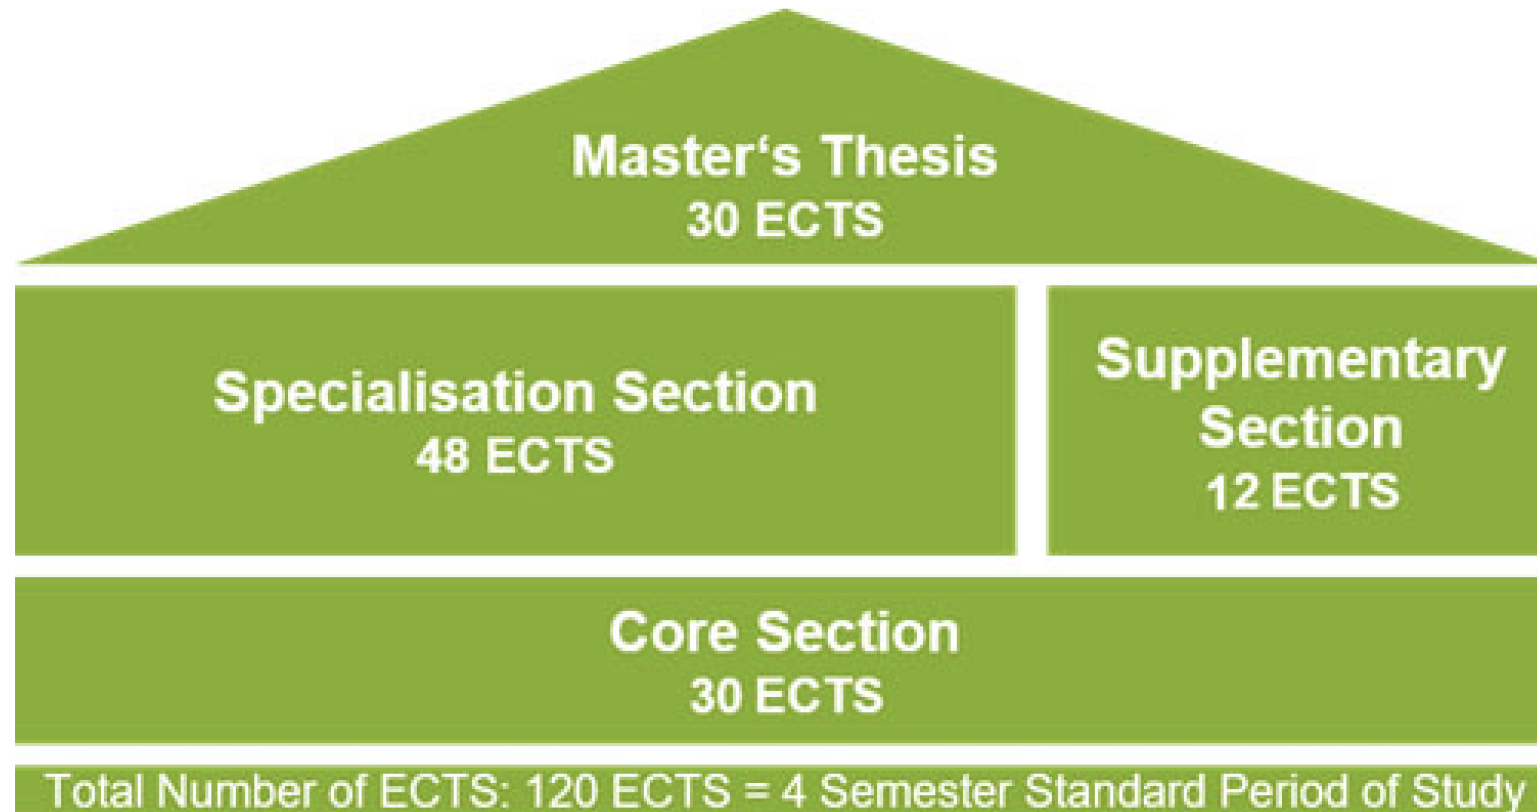 Master‘s Thesis
30 ECTS
Specialisation Section
48 ECTS
Supplementary
Section
12 ECTS
Core Section
30 ECTS
Total Number of ECTS: 120 ECTS = 4 Semester Standard Period of Study